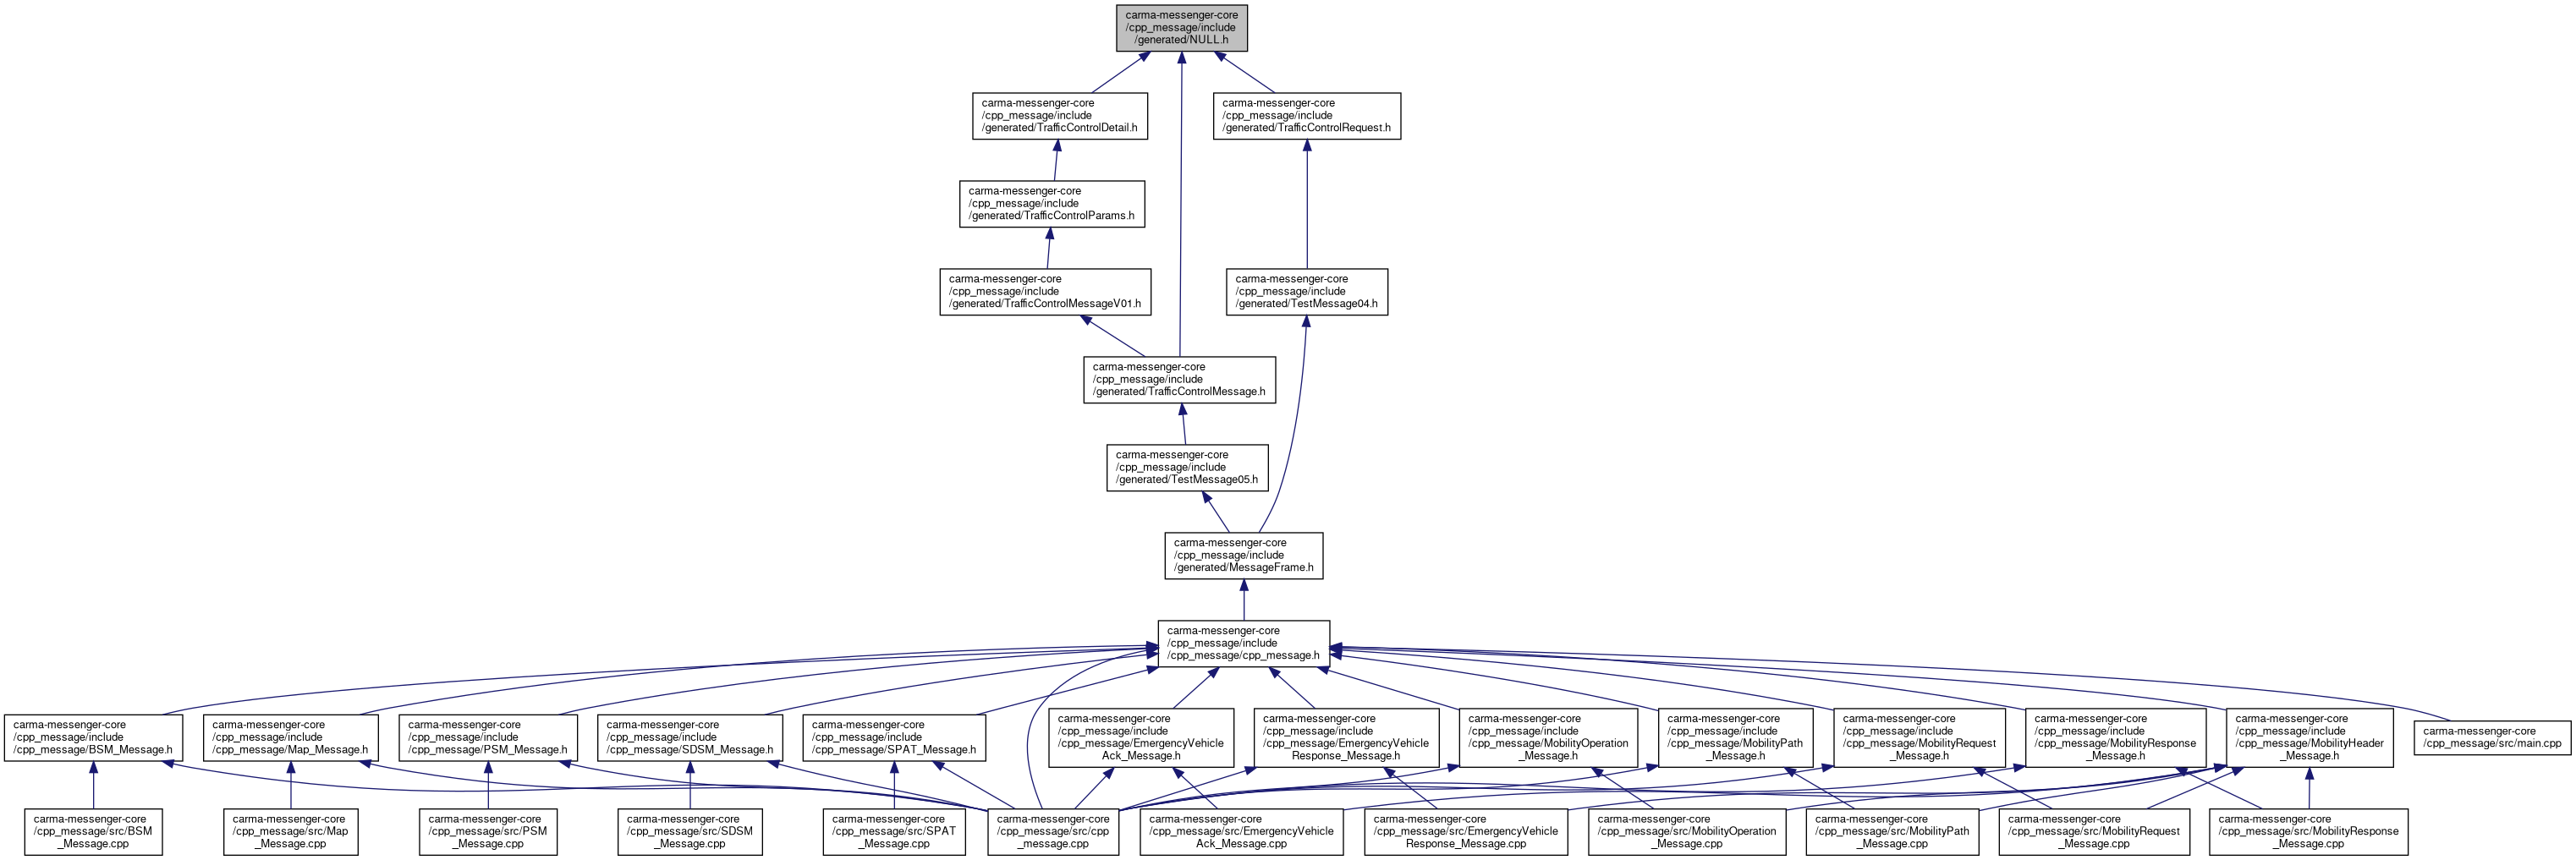 carma-messenger-core
/cpp_message/include
/generated/NULL.h
carma-messenger-core
/cpp_message/include
/generated/TrafficControlDetail.h
carma-messenger-core
/cpp_message/include
/generated/TrafficControlRequest.h
carma-messenger-core
/cpp_message/include
/generated/TrafficControlParams.h
carma-messenger-core
/cpp_message/include
/generated/TrafficControlMessageV01.h
carma-messenger-core
/cpp_message/include
/generated/TestMessage04.h
carma-messenger-core
/cpp_message/include
/generated/TrafficControlMessage.h
carma-messenger-core
/cpp_message/include
/generated/TestMessage05.h
carma-messenger-core
/cpp_message/include
/generated/MessageFrame.h
carma-messenger-core
/cpp_message/include
/cpp_message/cpp_message.h
carma-messenger-core
/cpp_message/include
/cpp_message/BSM_Message.h
carma-messenger-core
/cpp_message/include
/cpp_message/Map_Message.h
carma-messenger-core
/cpp_message/include
/cpp_message/PSM_Message.h
carma-messenger-core
/cpp_message/include
/cpp_message/SDSM_Message.h
carma-messenger-core
/cpp_message/include
/cpp_message/SPAT_Message.h
carma-messenger-core
/cpp_message/include
/cpp_message/EmergencyVehicle
Ack_Message.h
carma-messenger-core
/cpp_message/include
/cpp_message/EmergencyVehicle
Response_Message.h
carma-messenger-core
/cpp_message/include
/cpp_message/MobilityOperation
_Message.h
carma-messenger-core
/cpp_message/include
/cpp_message/MobilityPath
_Message.h
carma-messenger-core
/cpp_message/include
/cpp_message/MobilityRequest
_Message.h
carma-messenger-core
/cpp_message/include
/cpp_message/MobilityResponse
_Message.h
carma-messenger-core
/cpp_message/include
/cpp_message/MobilityHeader
_Message.h
carma-messenger-core
/cpp_message/src/main.cpp
carma-messenger-core
/cpp_message/src/BSM
_Message.cpp
carma-messenger-core
/cpp_message/src/Map
_Message.cpp
carma-messenger-core
/cpp_message/src/PSM
_Message.cpp
carma-messenger-core
/cpp_message/src/SDSM
_Message.cpp
carma-messenger-core
/cpp_message/src/SPAT
_Message.cpp
carma-messenger-core
/cpp_message/src/cpp
_message.cpp
carma-messenger-core
/cpp_message/src/EmergencyVehicle
Ack_Message.cpp
carma-messenger-core
/cpp_message/src/EmergencyVehicle
Response_Message.cpp
carma-messenger-core
/cpp_message/src/MobilityOperation
_Message.cpp
carma-messenger-core
/cpp_message/src/MobilityPath
_Message.cpp
carma-messenger-core
/cpp_message/src/MobilityRequest
_Message.cpp
carma-messenger-core
/cpp_message/src/MobilityResponse
_Message.cpp